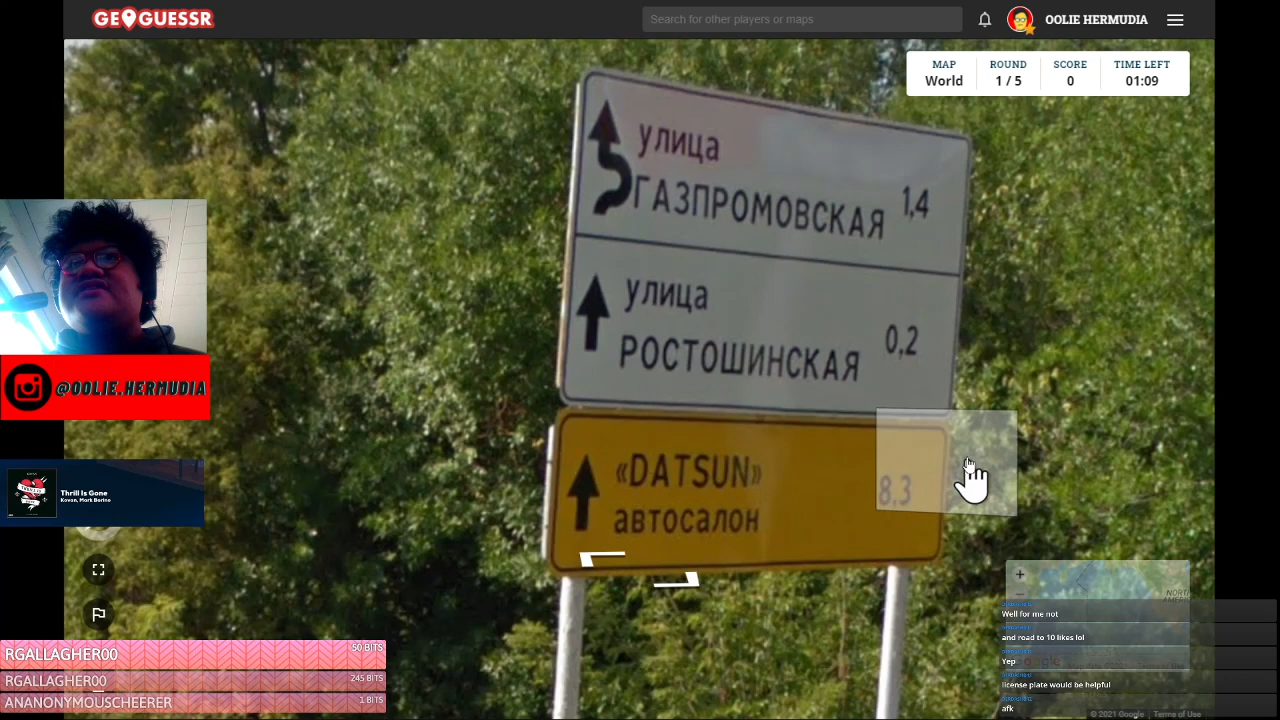 GEOGUESSR
Search for other players or maps
OOLIE HERMUDIA
MAP
World
ROUND
1 / 5
SCORE
0
TIME LEFT
01:09
улица
ГАЗПРОМОВСКАЯ 1,4
улица
РОСТОШИНСКАЯ 0,2
«DATSUN» 8.3
автосалон
@OOLIE.HERMUDIA
Thrill Is Gone
Kovan, Mark Borino
RGALLAGHER00 50 BITS
RGALLAGHER00 245 BITS
ANANONYMOUSCHEERER 1 BITS
+
Well for me not
and road to 10 likes lol
Yep
license plate would be helpful
afk
© 2021 Google | Terms of Use